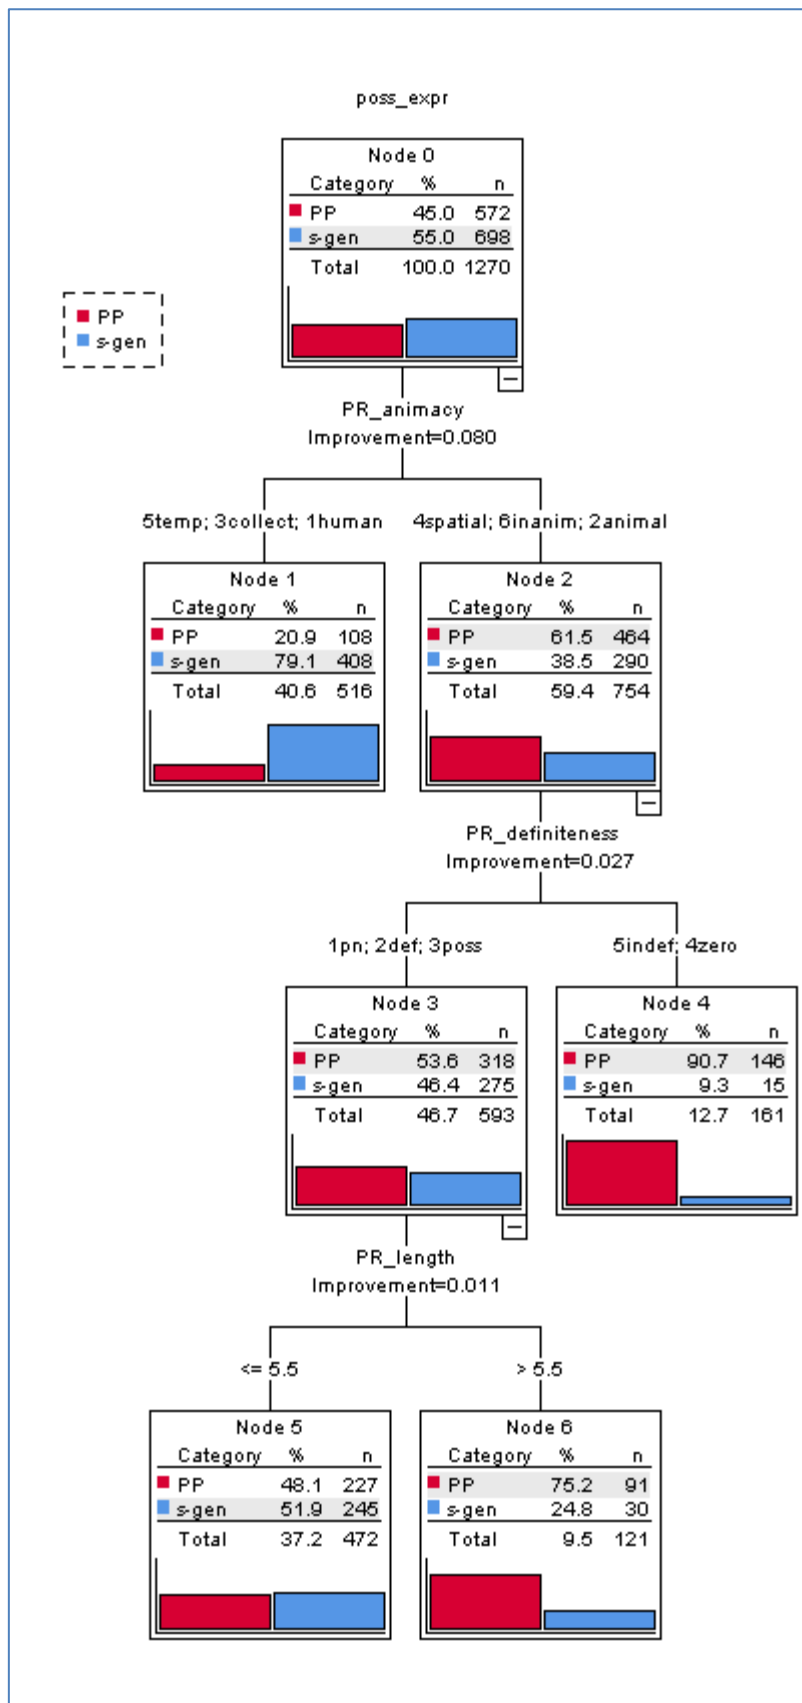 poss_expr
Node 0
Category % n
PP 45.0 572
s-gen 55.0 698
Total 100.0 1270
PP
s-gen
PR_animacy
Improvement=0.080
5temp; 3collect; 1human
4spatial; 6inanim; 2animal
Node 1
Category % n
PP 20.9 108
s-gen 79.1 408
Total 40.6 516
Node 2
Category % n
PP 61.5 464
s-gen 38.5 290
Total 59.4 754
PR_definiteness
Improvement=0.027
1pn; 2def; 3poss
5indef; 4zero
Node 3
Category % n
PP 53.6 318
s-gen 46.4 275
Total 46.7 593
Node 4
Category % n
PP 90.7 146
s-gen 9.3 15
Total 12.7 161
PR_length
Improvement=0.011
<= 5.5
> 5.5
Node 5
Category % n
PP 48.1 227
s-gen 51.9 245
Total 37.2 472
Node 6
Category % n
PP 75.2 91
s-gen 24.8 30
Total 9.5 121